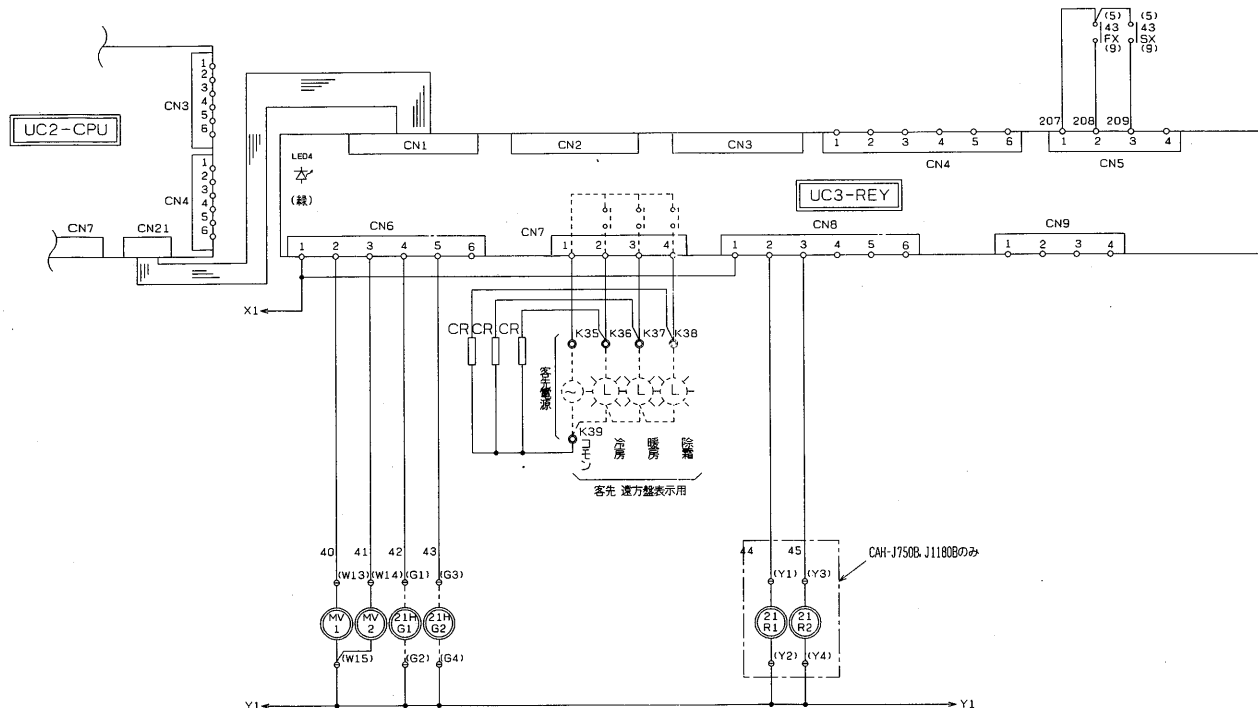 (5) (5)
43 43
FX SX
(9) (9)
CN3
1
2
3
4
5
6
UC2-CPU
207 208 209
CN1
CN2
CN3
1 2 3 4 5 6
CN4
1 2 3 4
CN5
LED4
(緑)
CN4
1
2
3
4
5
6
UC3-REY
CN7
CN21
CN6
1 2 3 4 5 6
CN7
1 2 3 4
CN8
1 2 3 4 5 6
CN9
1 2 3 4
X1
CR CR CR
K35 K36 K37 K38
客先電源
~ L L L
K39
コモン
冷房
暖房
除霜
客先 遠方盤表示用
40 41 42 43
44 45
CAH-J750B, J1180Bのみ
(W13) (W14) (G1) (G3)
(Y1) (Y3)
MV 1
MV 2
21H G1
21H G2
21 R1
21 R2
(W15) (G2) (G4)
(Y2) (Y4)
Y1
Y1